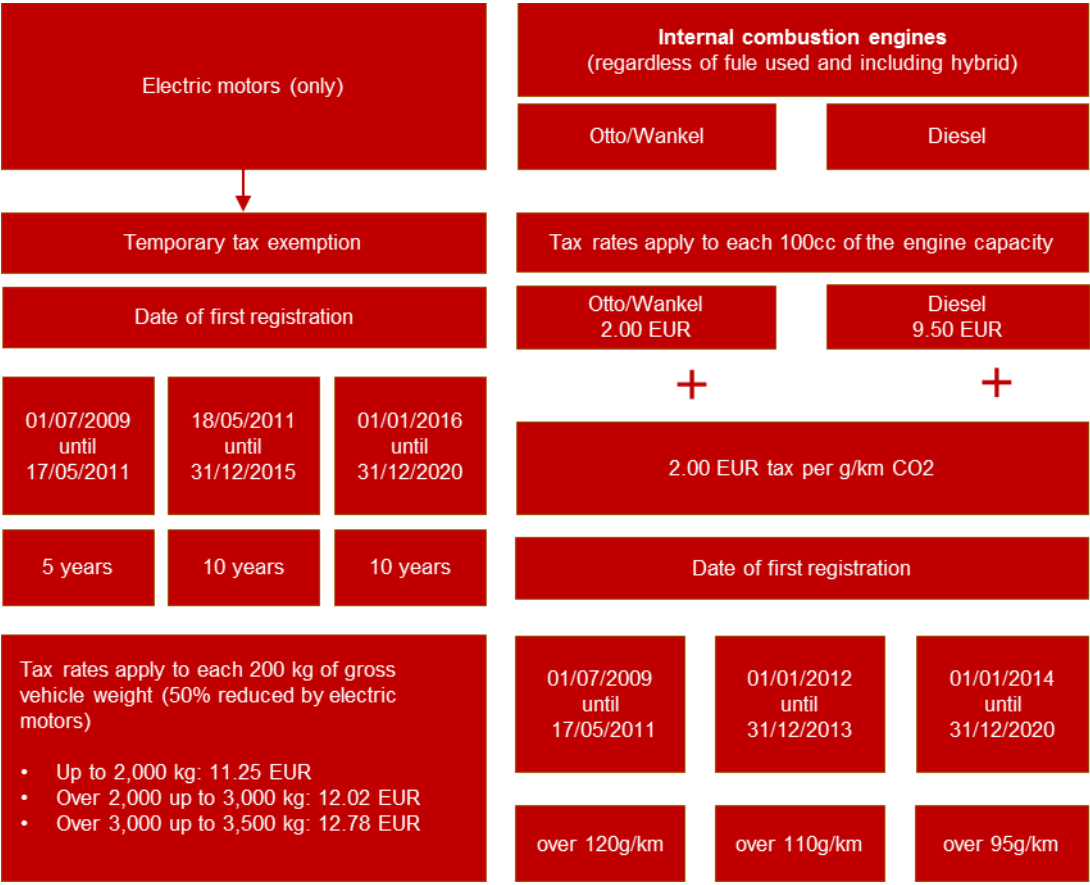 Electric motors (only)
Temporary tax exemption
Date of first registration
01/07/2009
until
17/05/2011
18/05/2011
until
31/12/2015
01/01/2016
until
31/12/2020
5 years
10 years
10 years
Tax rates apply to each 200 kg of gross
vehicle weight (50% reduced by electric
motors)
• Up to 2,000 kg: 11.25 EUR
• Over 2,000 up to 3,000 kg: 12.02 EUR
• Over 3,000 up to 3,500 kg: 12.78 EUR
Internal combustion engines
(regardless of fule used and including hybrid)
Otto/Wankel
Diesel
Tax rates apply to each 100cc of the engine capacity
Otto/Wankel
2.00 EUR
Diesel
9.50 EUR
+
+
2.00 EUR tax per g/km CO2
Date of first registration
01/07/2009
until
17/05/2011
01/01/2012
until
31/12/2013
01/01/2014
until
31/12/2020
over 120g/km
over 110g/km
over 95g/km